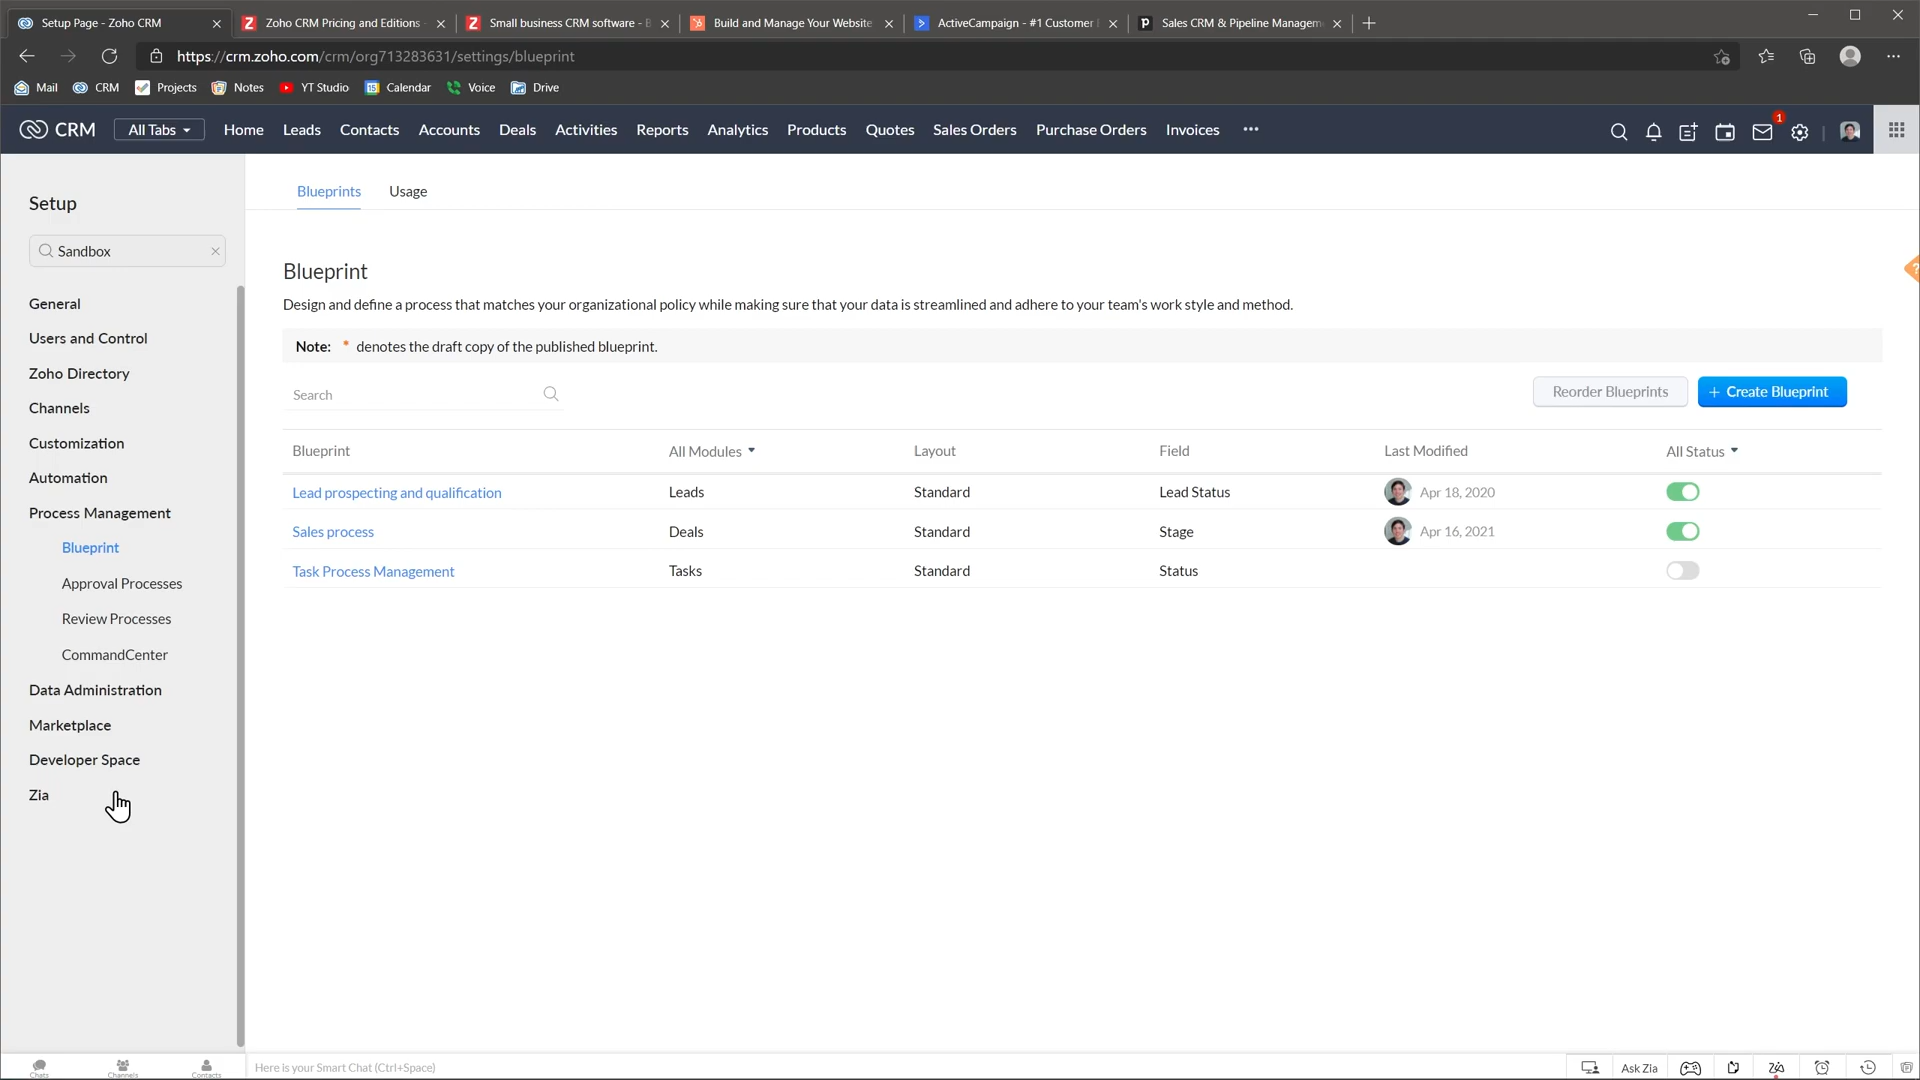 Setup Page - Zoho CRM
Zoho CRM Pricing and Editions -
Small business CRM software - B
Build and Manage Your Website
ActiveCampaign - #1 Customer
Sales CRM & Pipeline Managem
https://crm.zoho.com/crm/org713283631/settings/blueprint
Mail CRM Projects Notes YT Studio Calendar Voice Drive
CRM All Tabs Home Leads Contacts Accounts Deals Activities Reports Analytics Products Quotes Sales Orders Purchase Orders Invoices ••• 1
Setup
Sandbox
General
Users and Control
Zoho Directory
Channels
Customization
Automation
Process Management
Blueprint
Approval Processes
Review Processes
CommandCenter
Data Administration
Marketplace
Developer Space
Zia
Blueprints Usage
Blueprint
Design and define a process that matches your organizational policy while making sure that your data is streamlined and adhere to your team's work style and method.
Note: * denotes the draft copy of the published blueprint.
Search
Reorder Blueprints
+ Create Blueprint
Blueprint All Modules Layout Field Last Modified All Status
Lead prospecting and qualification Leads Standard Lead Status Apr 18, 2020
Sales process Deals Standard Stage Apr 16, 2021
Task Process Management Tasks Standard Status
?
Chats Channels Contacts
Here is your Smart Chat (Ctrl+Space)
Ask Zia